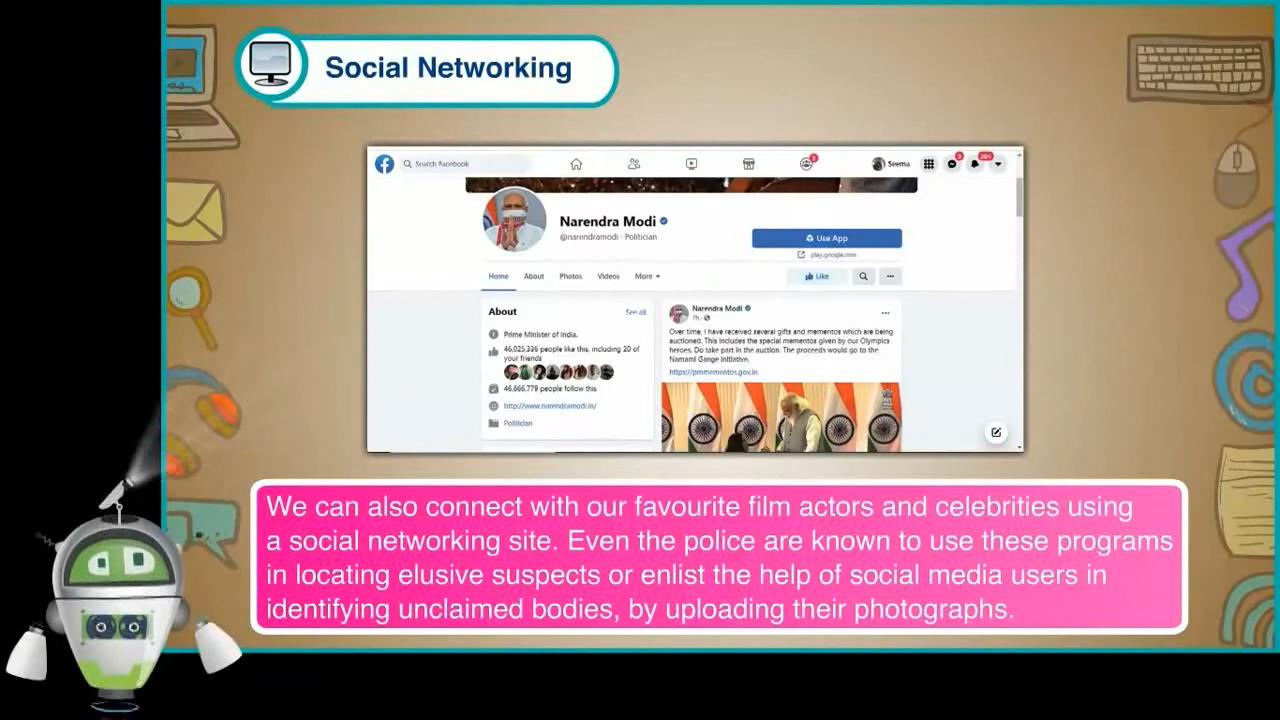 Social Networking
Search Facebook
3
Seema
3
20+
Narendra Modi
@narendramodi · Politician
Use App
play.google.com
Home About Photos Videos More
Like
About
See all
Prime Minister of India.
46,025,336 people like this, including 20 of
your friends
46,666,779 people follow this
http://www.narendramodi.in/
Politician
Narendra Modi
7h ·
Over time, I have received several gifts and mementos which are being
auctioned. This includes the special mementos given by our Olympics
heroes. Do take part in the auction. The proceeds would go to the
Namami Gange initiative.
https://pmmementos.gov.in
We can also connect with our favourite film actors and celebrities using
a social networking site. Even the police are known to use these programs
in locating elusive suspects or enlist the help of social media users in
identifying unclaimed bodies, by uploading their photographs.